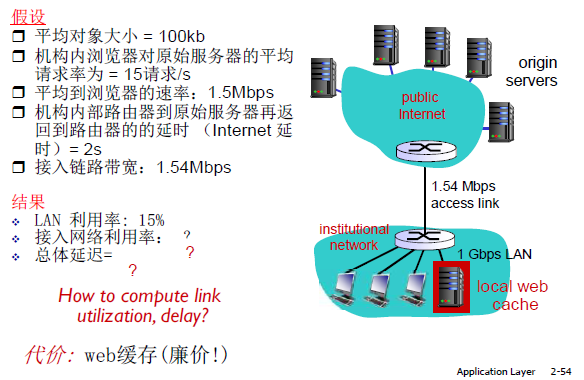 假设
平均对象大小 = 100kb
机构内浏览器对原始服务器的平均
请求率为 = 15请求/s
平均到浏览器的速率：1.5Mbps
机构内部路由器到原始服务器再返
回到路由器的的延时 （Internet 延
时）= 2s
接入链路带宽：1.54Mbps
结果
LAN 利用率: 15%
接入网络利用率： ?
总体延迟= ?
?
How to compute link
utilization, delay?
代价: web缓存(廉价!)
origin
servers
public
Internet
1.54 Mbps
access link
institutional
network
1 Gbps LAN
local web
cache
Application Layer 2-54